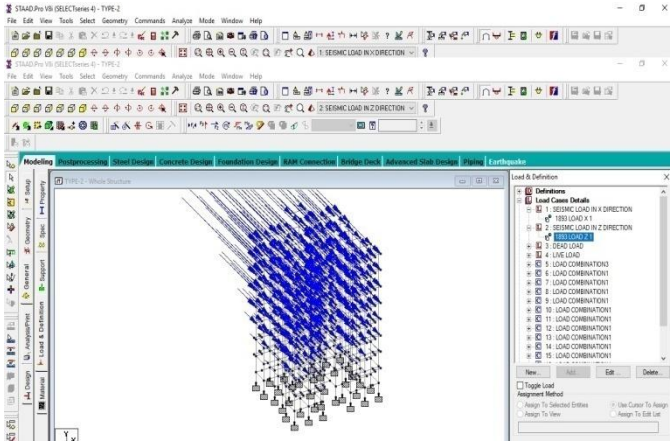 STAAD.Pro V8i (SELECTseries 4) - TYPE-2
File Edit View Tools Select Geometry Commands Analyze Mode Window Help
1: SEISMIC LOAD IN X DIRECTION
STAAD.Pro V8i (SELECTseries 4) - TYPE-2
File Edit View Tools Select Geometry Commands Analyze Mode Window Help
2: SEISMIC LOAD IN Z DIRECTION
Modeling Postprocessing Steel Design Concrete Design Foundation Design RAM Connection Bridge Deck Advanced Slab Design Piping Earthquake
Setup
Geometry
General
Analysis/Print
Design
Property
Spec
Support
Load & Definition
Material
TYPE-2 - Whole Structure
Y
X
Load & Definition
Definitions
Load Cases Details
1 : SEISMIC LOAD IN X DIRECTION
1893 LOAD X 1
2 : SEISMIC LOAD IN Z DIRECTION
1893 LOAD Z 1
3 : DEAD LOAD
4 : LIVE LOAD
5 : LOAD COMBINATION3
6 : LOAD COMBINATION1
7 : LOAD COMBINATION1
8 : LOAD COMBINATION1
9 : LOAD COMBINATION1
10 : LOAD COMBINATION1
11 : LOAD COMBINATION1
12 : LOAD COMBINATION1
13 : LOAD COMBINATION1
14 : LOAD COMBINATION1
15 : LOAD COMBINATION1
New... Add... Edit... Delete...
Toggle Load
Assignment Method
Assign To Selected Entities Use Cursor To Assign
Assign To View Assign To Edit List